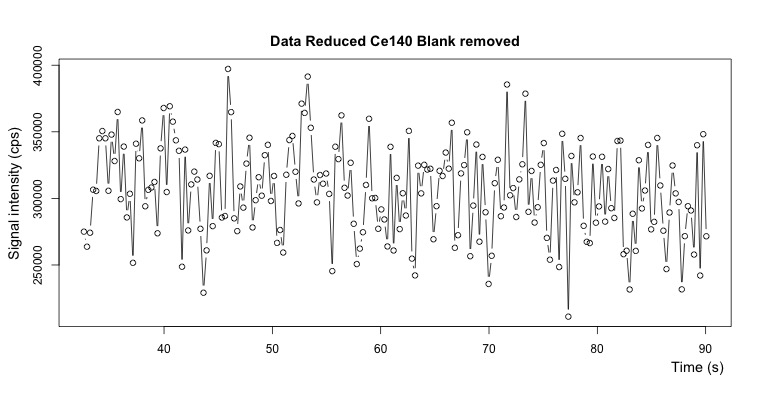 Data Reduced Ce140 Blank removed
Signal intensity (cps)
400000
350000
300000
250000
40 50 60 70 80 90
Time (s)